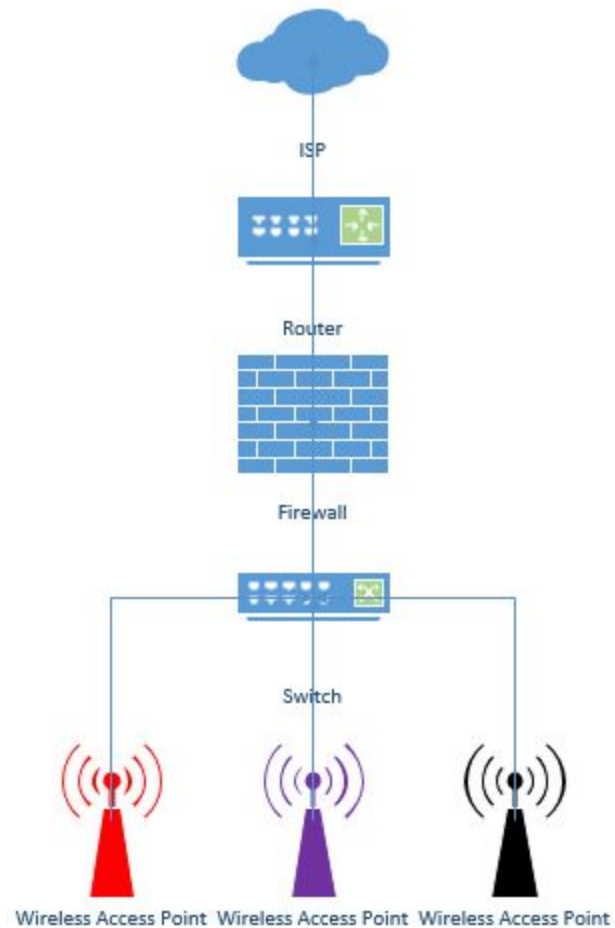 ISP
Router
Firewall
Switch
Wireless Access Point Wireless Access Point Wireless Access Point